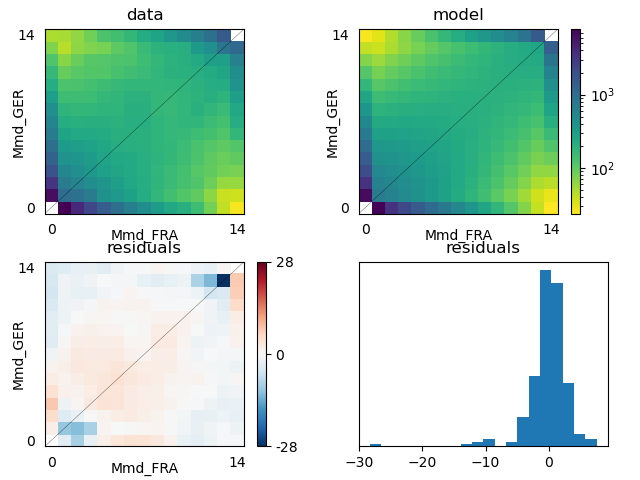 data
model
14
Mmd_GER
0
0
Mmd_FRA
14
14
Mmd_GER
0
0
Mmd_FRA
14
10³
10²
residuals
residuals
14
Mmd_GER
0
0
Mmd_FRA
14
28
0
-28
−30
−20
−10
0